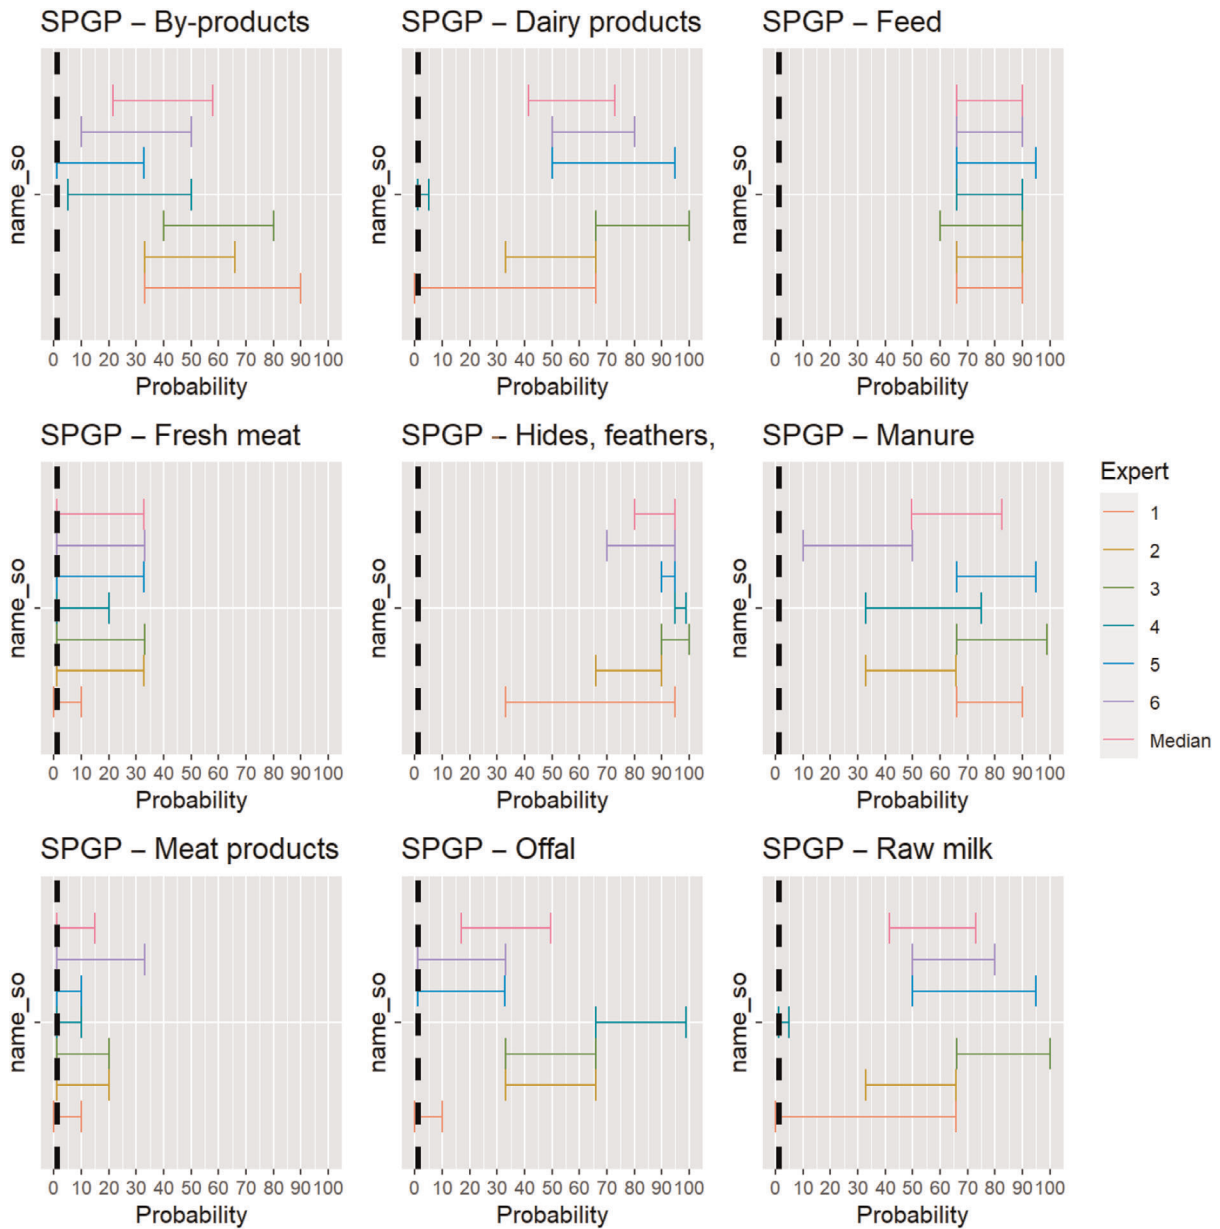 SPGP – By-products
SPGP – Dairy products
SPGP – Feed
name_so
name_so
name_so
0 10 20 30 40 50 60 70 80 90 100
0 10 20 30 40 50 60 70 80 90 100
0 10 20 30 40 50 60 70 80 90 100
Probability
Probability
Probability
SPGP – Fresh meat
SPGP – Hides, feathers,
SPGP – Manure
name_so
name_so
name_so
0 10 20 30 40 50 60 70 80 90 100
0 10 20 30 40 50 60 70 80 90 100
0 10 20 30 40 50 60 70 80 90 100
Probability
Probability
Probability
Expert
1
2
3
4
5
6
Median
SPGP – Meat products
SPGP – Offal
SPGP – Raw milk
name_so
name_so
name_so
0 10 20 30 40 50 60 70 80 90 100
0 10 20 30 40 50 60 70 80 90 100
0 10 20 30 40 50 60 70 80 90 100
Probability
Probability
Probability